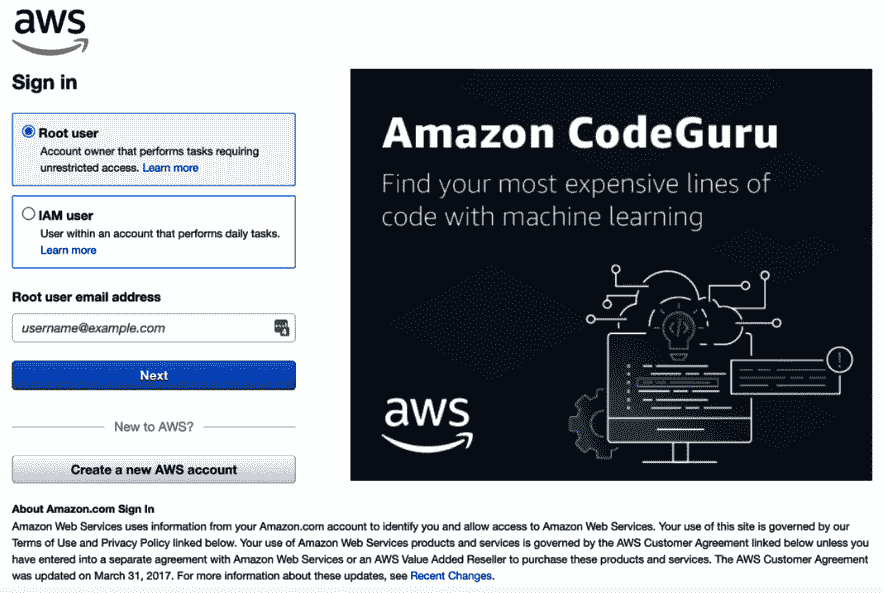 aws
Sign in
Root user
Account owner that performs tasks requiring
unrestricted access. Learn more
IAM user
User within an account that performs daily tasks.
Learn more
Root user email address
username@example.com
Next
New to AWS?
Create a new AWS account
Amazon CodeGuru
Find your most expensive lines of
code with machine learning
aws
About Amazon.com Sign In
Amazon Web Services uses information from your Amazon.com account to identify you and allow access to Amazon Web Services. Your use of this site is governed by our
Terms of Use and Privacy Policy linked below. Your use of Amazon Web Services products and services is governed by the AWS Customer Agreement linked below unless you
have entered into a separate agreement with Amazon Web Services or an AWS Value Added Reseller to purchase these products and services. The AWS Customer Agreement
was updated on March 31, 2017. For more information about these updates, see Recent Changes.